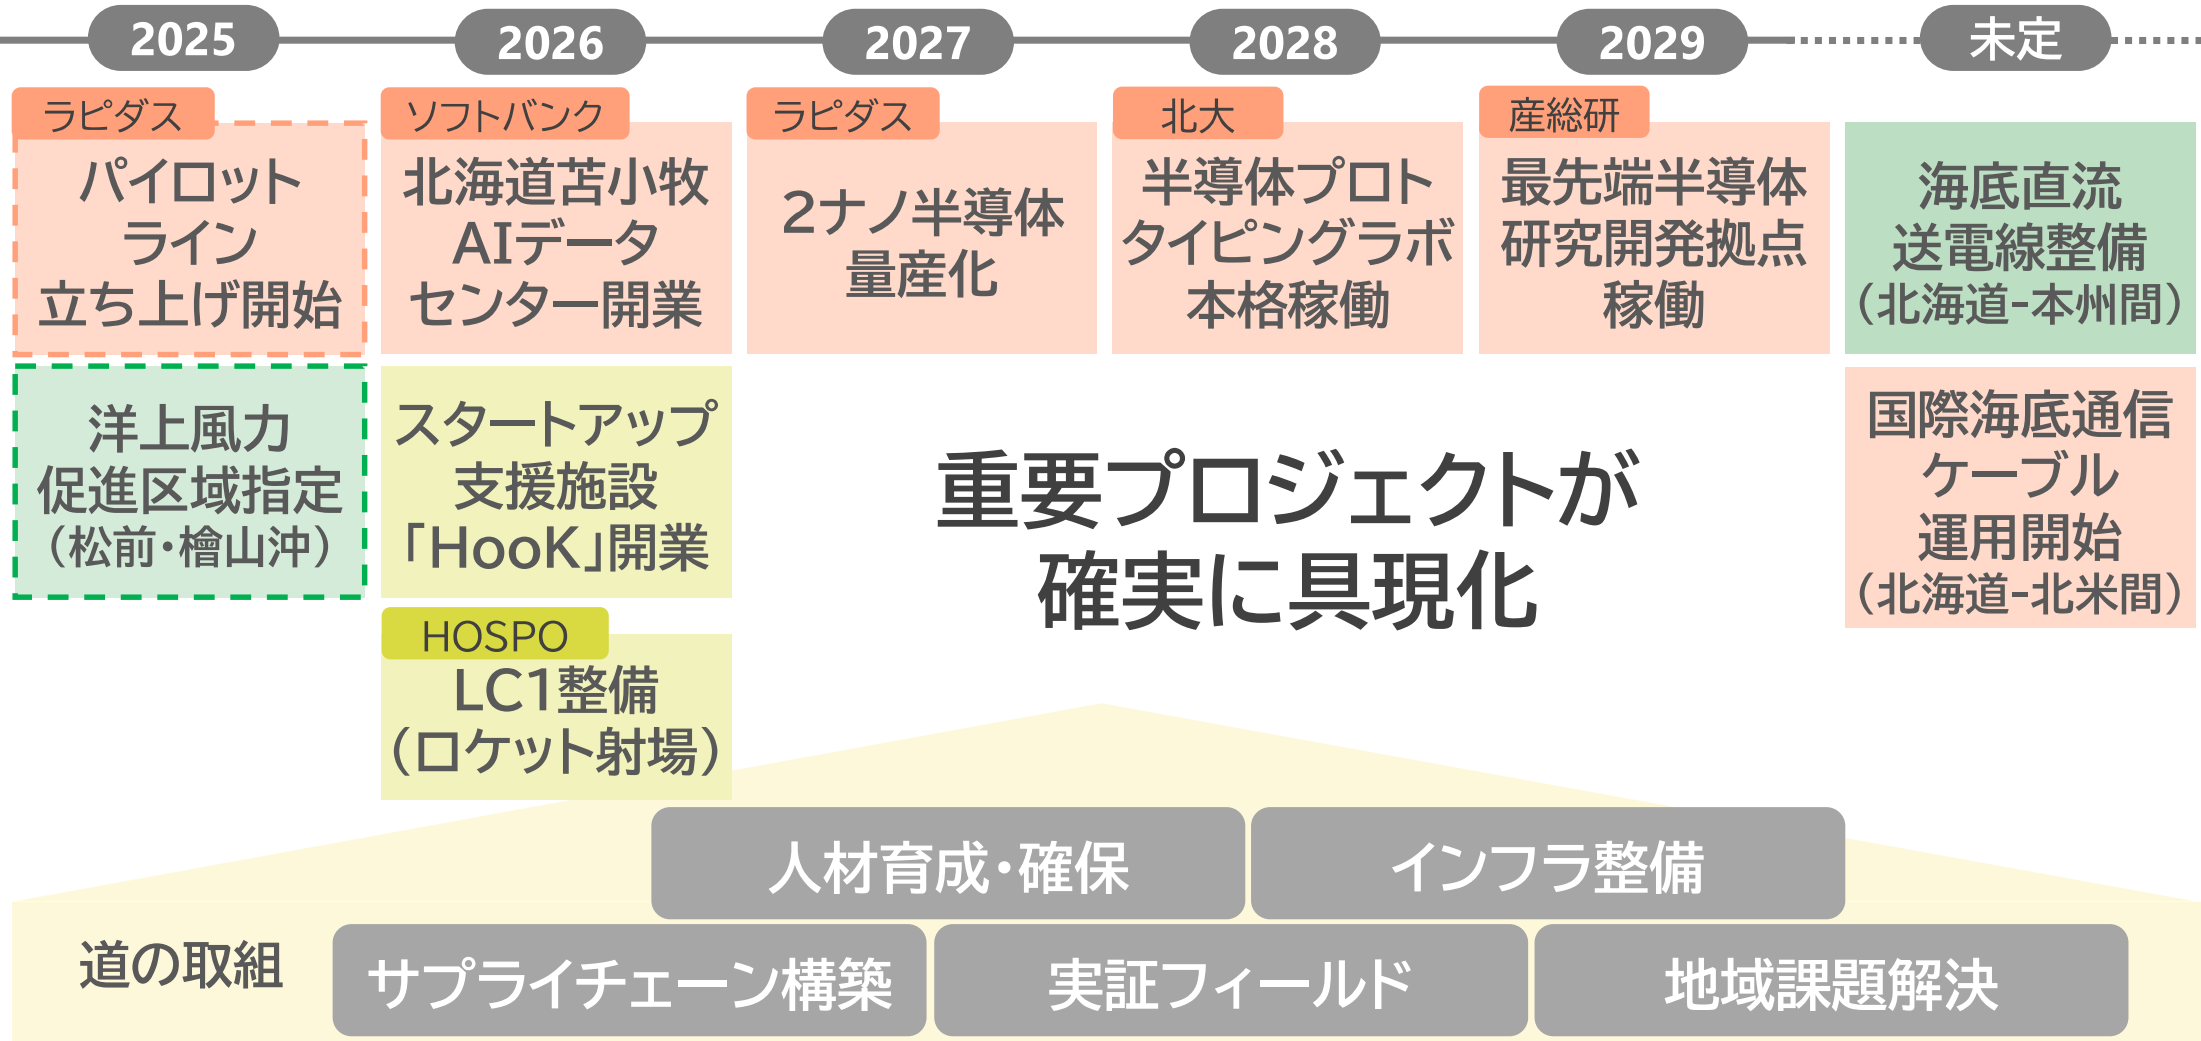 2025
2026
2027
2028
2029
未定
ラピダス
パイロット
ライン
立ち上げ開始
ソフトバンク
北海道苫小牧
AIデータ
センター開業
ラピダス
2ナノ半導体
量産化
北大
半導体プロト
タイピングラボ
本格稼働
産総研
最先端半導体
研究開発拠点
稼働
海底直流
送電線整備
（北海道-本州間）
洋上風力
促進区域指定
（松前・檜山沖）
スタートアップ
支援施設
「HooK」開業
国際海底通信
ケーブル
運用開始
（北海道-北米間）
重要プロジェクトが
確実に具現化
HOSPO
LC1整備
（ロケット射場）
人材育成・確保
インフラ整備
道の取組
サプライチェーン構築
実証フィールド
地域課題解決